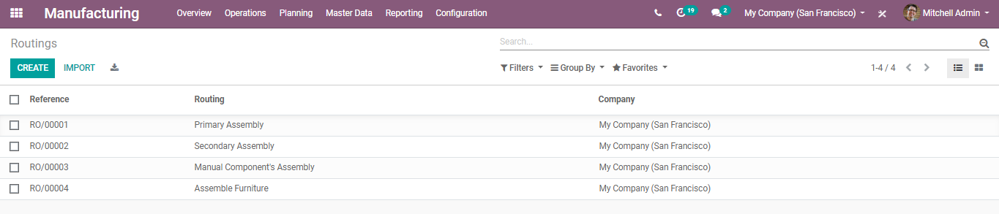 Manufacturing Overview Operations Planning Master Data Reporting Configuration 19 2 My Company (San Francisco) Mitchell Admin
Routings Search...
CREATE IMPORT Filters Group By Favorites 1-4 / 4
Reference Routing Company
RO/00001 Primary Assembly My Company (San Francisco)
RO/00002 Secondary Assembly My Company (San Francisco)
RO/00003 Manual Component's Assembly My Company (San Francisco)
RO/00004 Assemble Furniture My Company (San Francisco)